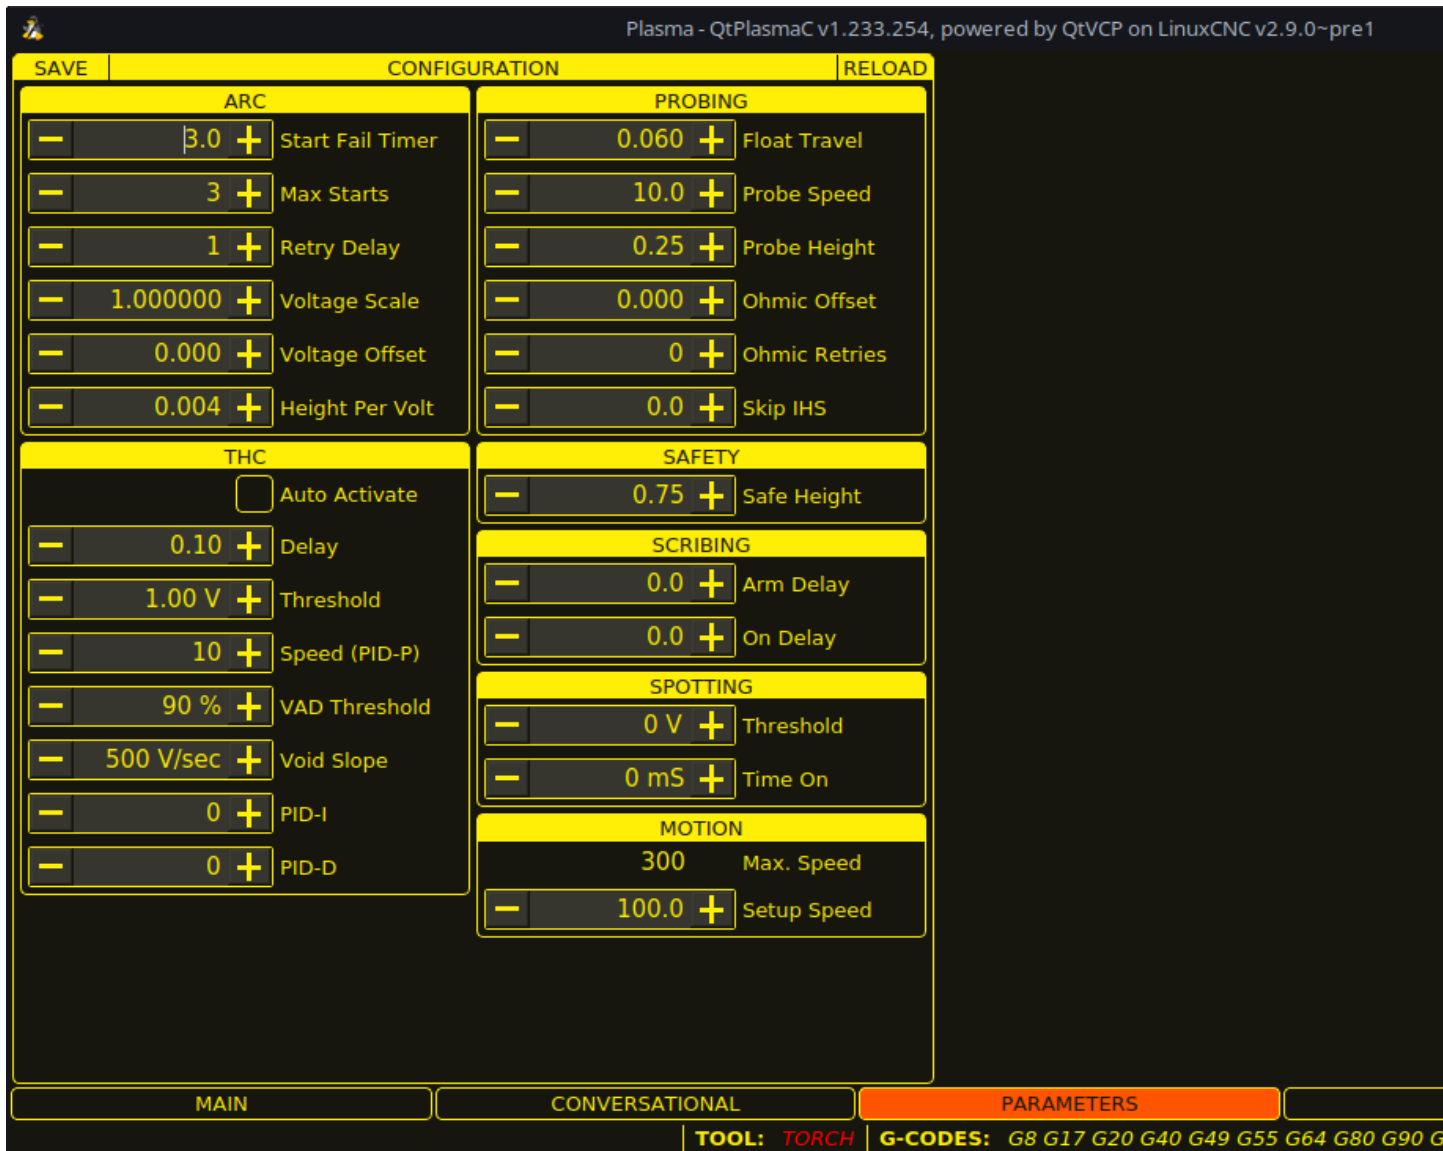 Plasma - QtPlasmaC v1.233.254, powered by QtVCP on LinuxCNC v2.9.0~pre1
SAVE CONFIGURATION RELOAD
ARC
3.0 Start Fail Timer
3 Max Starts
1 Retry Delay
1.000000 Voltage Scale
0.000 Voltage Offset
0.004 Height Per Volt
THC
Auto Activate
0.10 Delay
1.00 V Threshold
10 Speed (PID-P)
90 % VAD Threshold
500 V/sec Void Slope
0 PID-I
0 PID-D
PROBING
0.060 Float Travel
10.0 Probe Speed
0.25 Probe Height
0.000 Ohmic Offset
0 Ohmic Retries
0.0 Skip IHS
SAFETY
0.75 Safe Height
SCRIBING
0.0 Arm Delay
0.0 On Delay
SPOTTING
0 V Threshold
0 mS Time On
MOTION
300 Max. Speed
100.0 Setup Speed
MAIN CONVERSATIONAL PARAMETERS
TOOL: TORCH G-CODES: G8 G17 G20 G40 G49 G55 G64 G80 G90 G